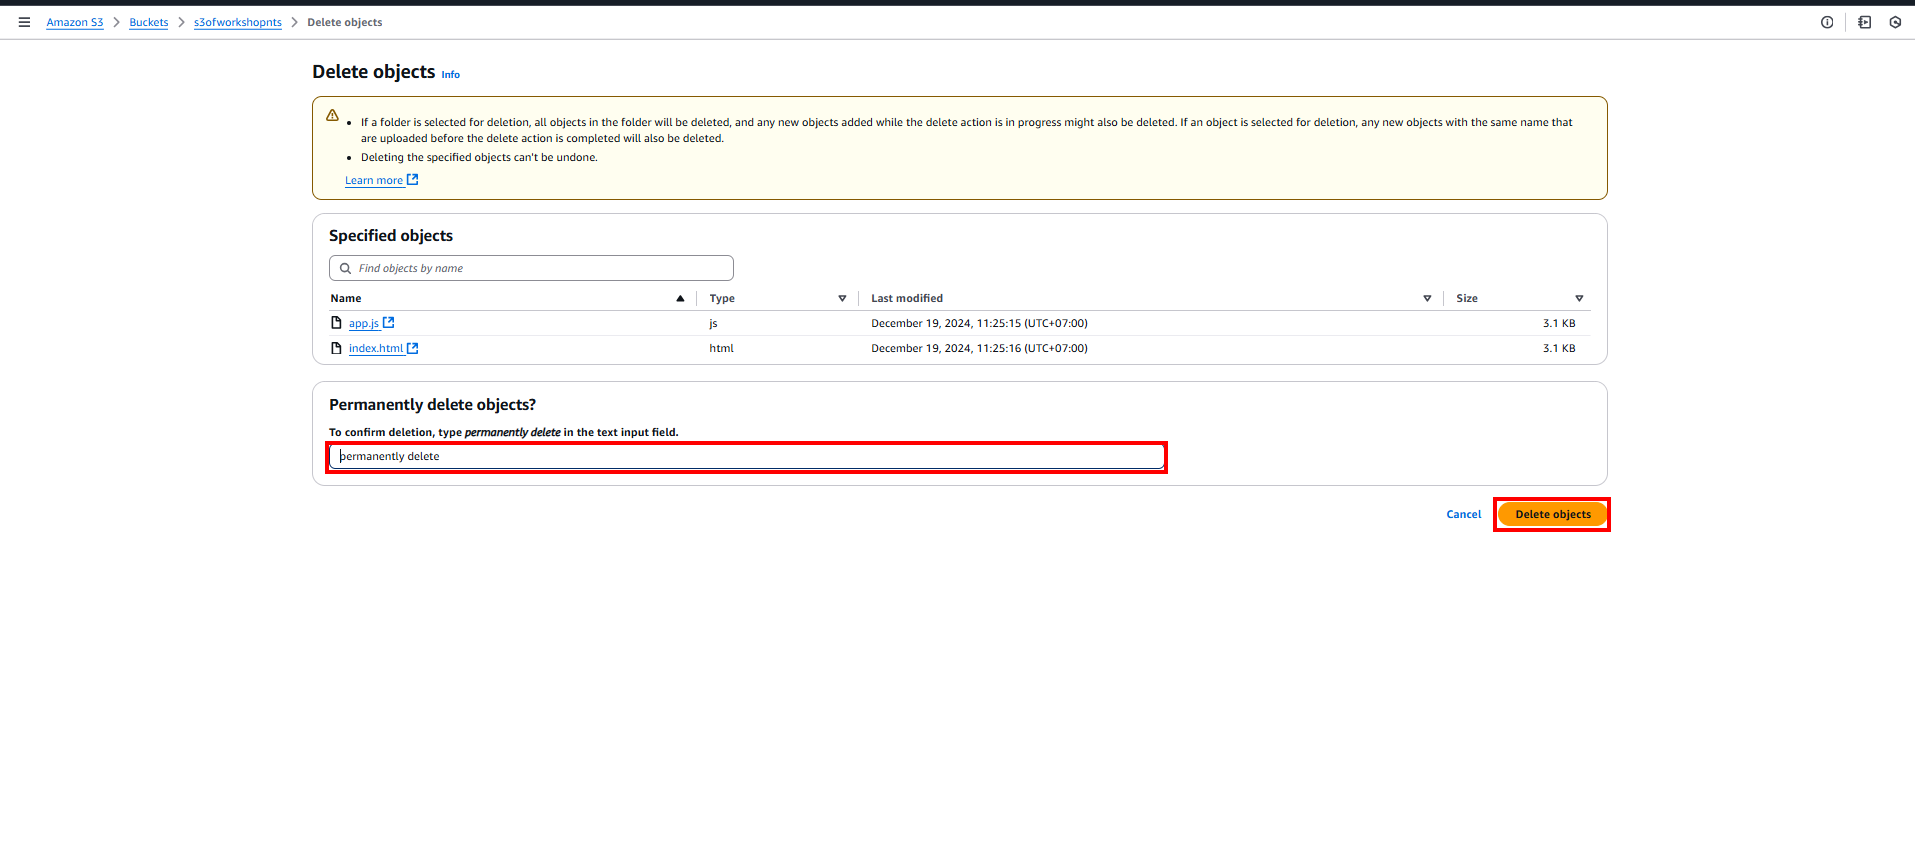 Amazon S3 > Buckets > s3ofworkshopnts > Delete objects
Delete objects Info
If a folder is selected for deletion, all objects in the folder will be deleted, and any new objects added while the delete action is in progress might also be deleted. If an object is selected for deletion, any new objects with the same name that
are uploaded before the delete action is completed will also be deleted.
Deleting the specified objects can't be undone.
Learn more
Specified objects
Find objects by name
Name Type Last modified Size
app.js js December 19, 2024, 11:25:15 (UTC+07:00) 3.1 KB
index.html html December 19, 2024, 11:25:16 (UTC+07:00) 3.1 KB
Permanently delete objects?
To confirm deletion, type permanently delete in the text input field.
permanently delete
Cancel Delete objects